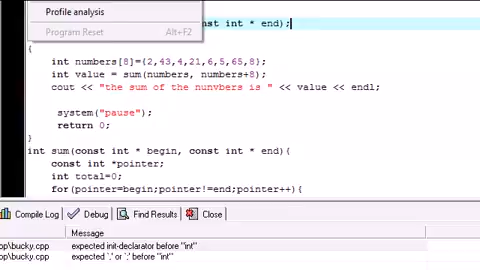 Profile analysis
Program Reset Alt+F2
const int * end);
{
int numbers[8]={2,43,4,21,6,5,65,8};
int value = sum(numbers, numbers+8);
cout << "the sum of the nunvbers is " << value << endl;
system("pause");
return 0;
}
int sum(const int * begin, const int * end){
const int *pointer;
int total=0;
for(pointer=begin;pointer!=end;pointer++){
Compile Log Debug Find Results Close
Message
op\bucky.cpp expected init-declarator before "int"
op\bucky.cpp expected `,' or `;' before "int"